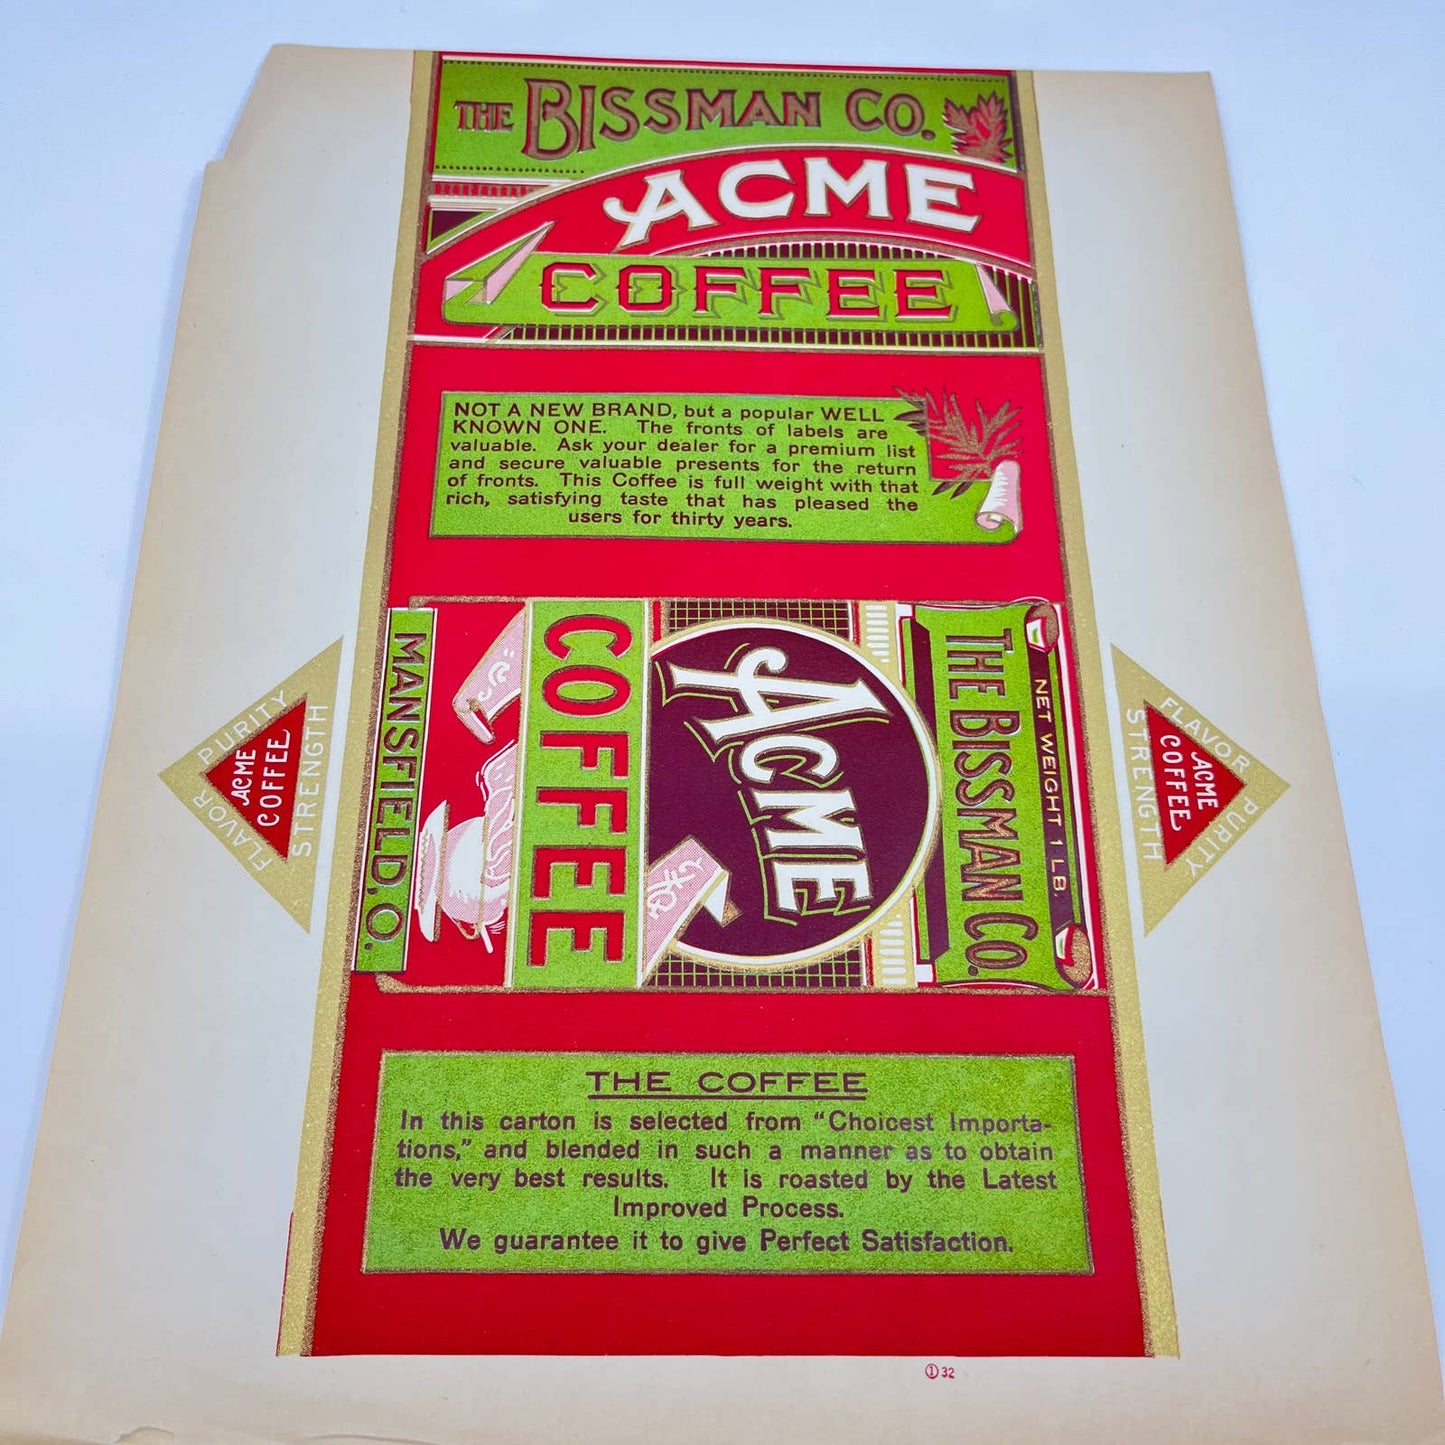 THE BISSMAN CO.
ACME
COFFEE
NOT A NEW BRAND, but a popular WELL
KNOWN ONE. The fronts of labels are
valuable. Ask your dealer for a premium list
and secure valuable presents for the return
of fronts. This Coffee is full weight with that
rich, satisfying taste that has pleased the
users for thirty years.
NET WEIGHT 1 LB.
THE BISSMAN CO.
ACME
COFFEE
MANSFIELD, O.
PURITY
FLAVOR
STRENGTH
ACME
COFFEE
FLAVOR
PURITY
STRENGTH
ACME
COFFEE
THE COFFEE
In this carton is selected from “Choicest Importa-
tions,” and blended in such a manner as to obtain
the very best results. It is roasted by the Latest
Improved Process.
We guarantee it to give Perfect Satisfaction.
① 32